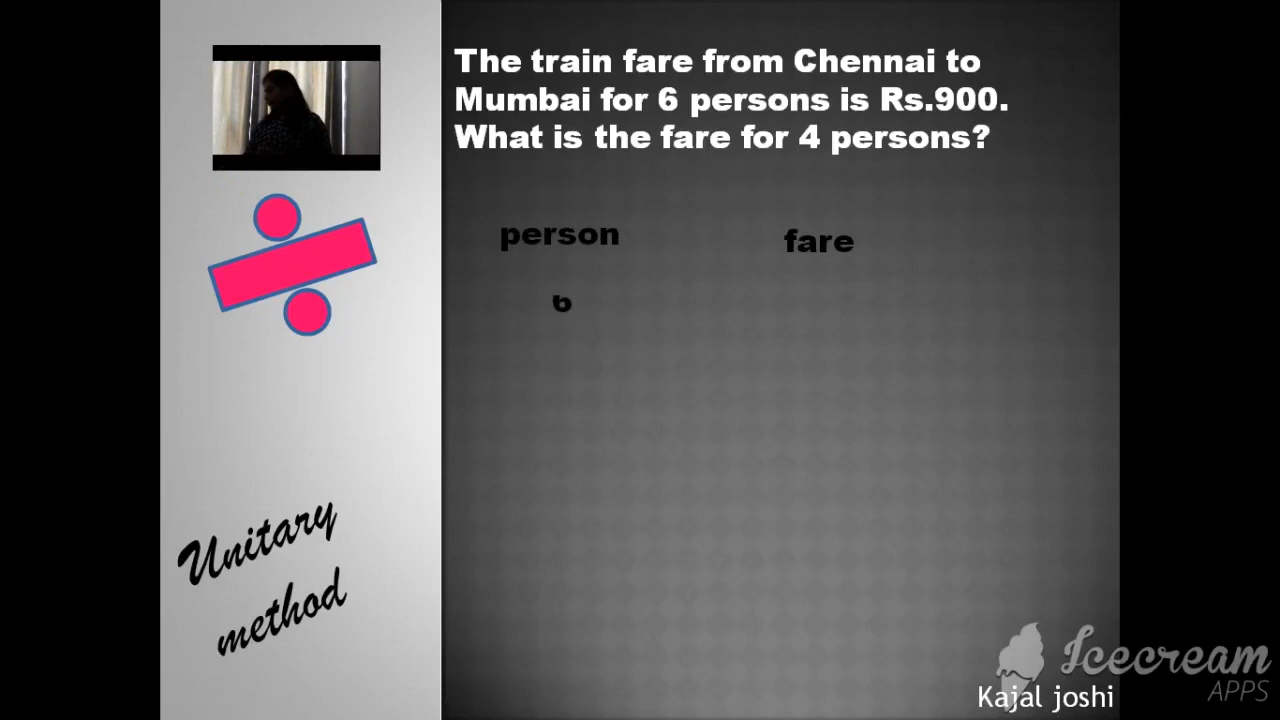 The train fare from Chennai to
Mumbai for 6 persons is Rs.900.
What is the fare for 4 persons?
person fare
6
Unitary
method
Icecream
APPS
Kajal joshi